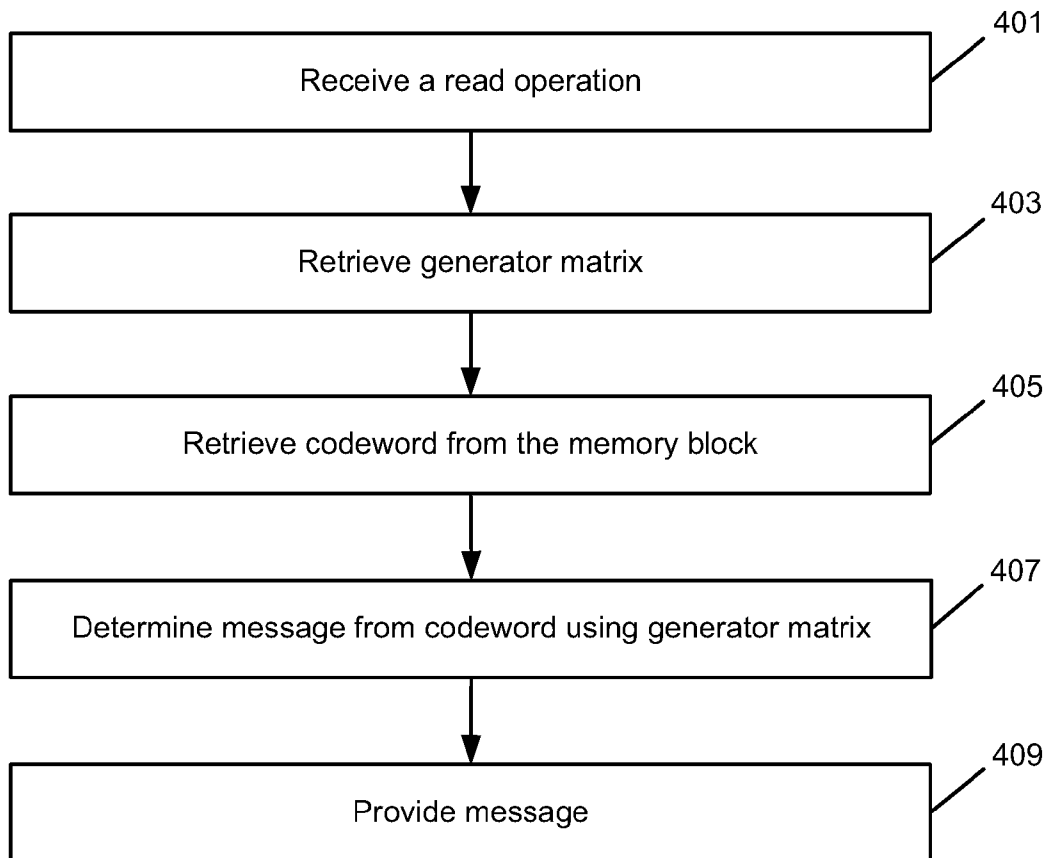 401
Receive a read operation
403
Retrieve generator matrix
405
Retrieve codeword from the memory block
407
Determine message from codeword using generator matrix
409
Provide message